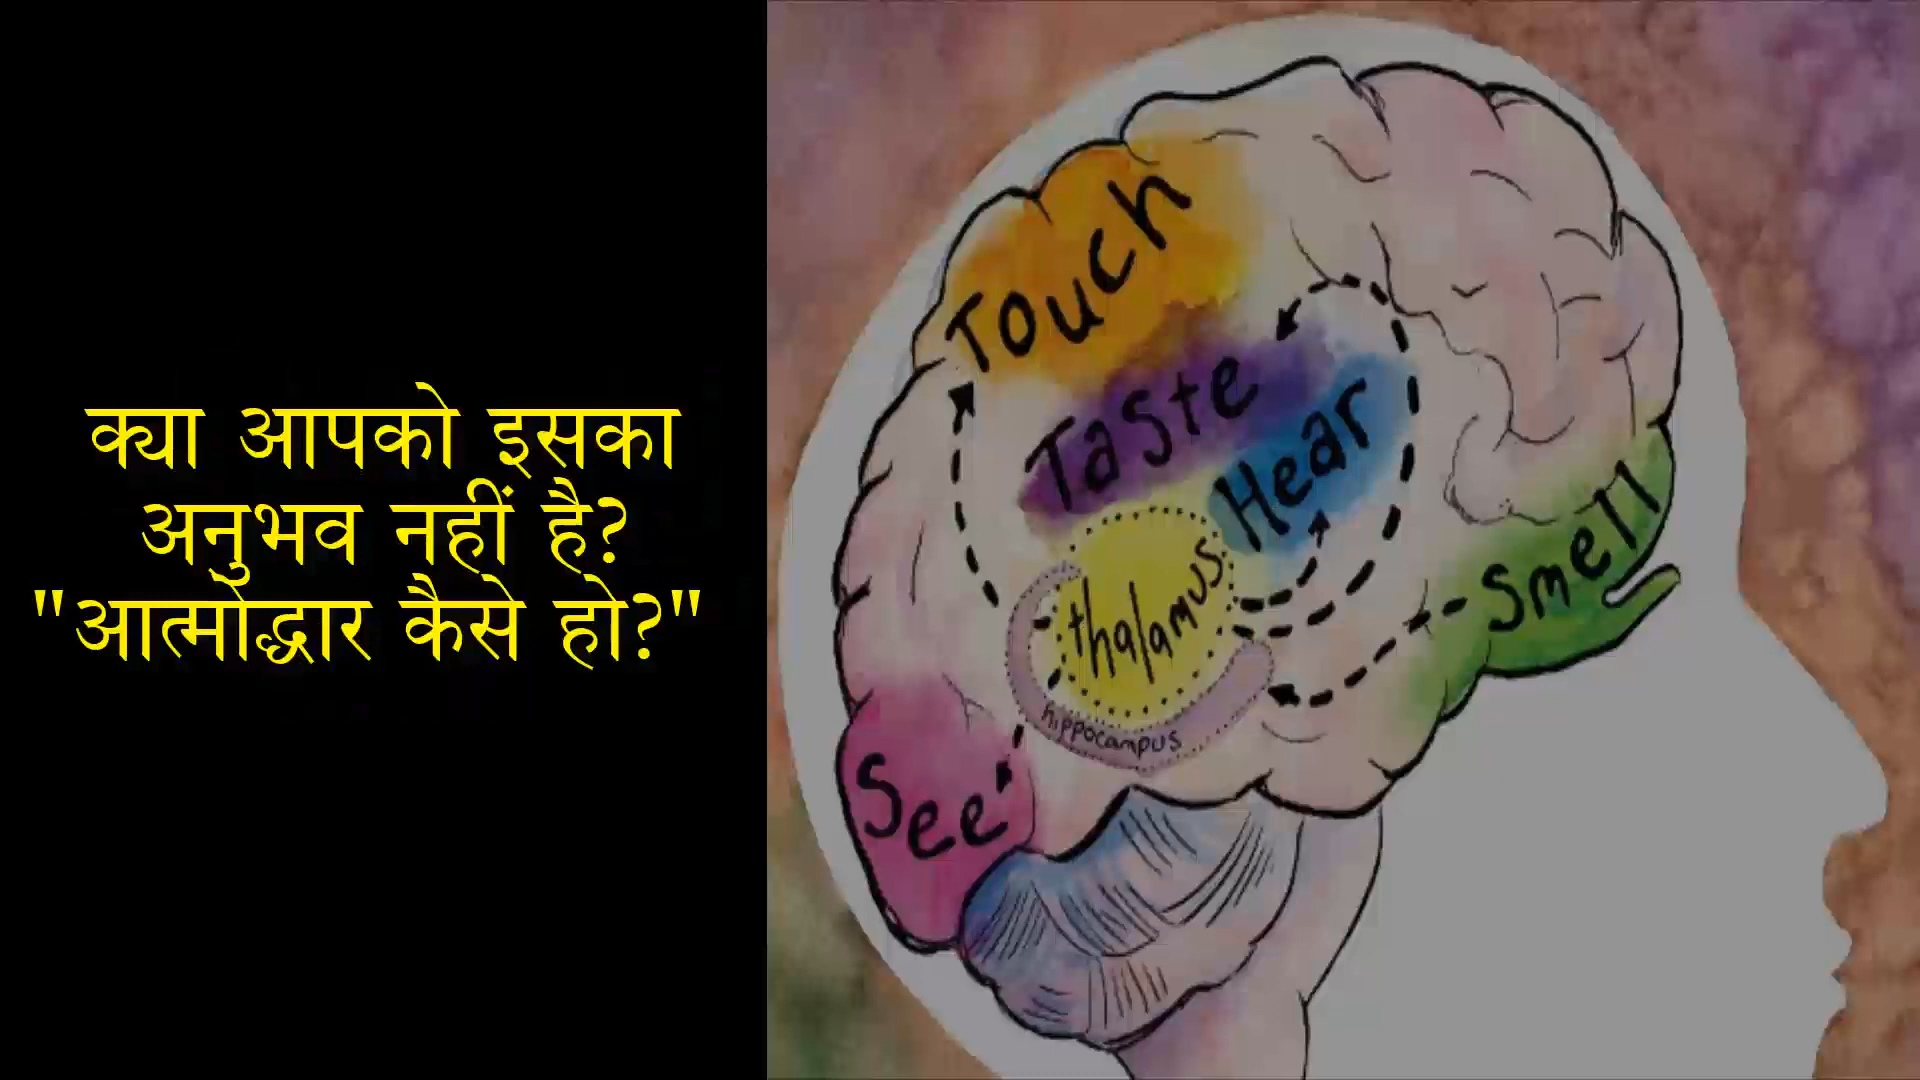 क्या आपको इसका
अनुभव नहीं है?
"आत्मोद्धार कैसे हो?"
Touch
Taste
Hear
Smell
thalamus
hippocampus
See